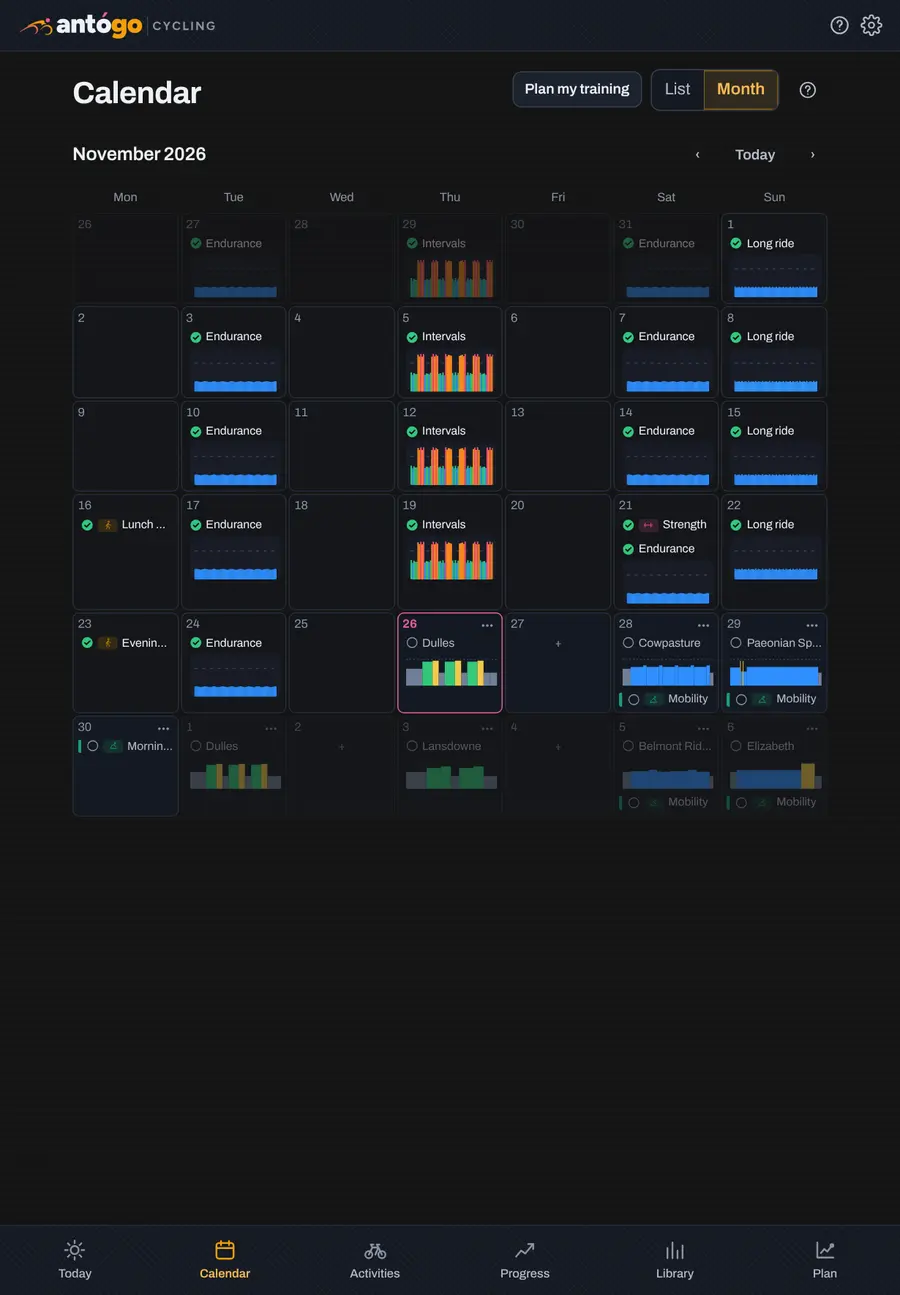 antógo CYCLING
Calendar
Plan my training
List
Month
November 2026
‹ Today ›
Mon Tue Wed Thu Fri Sat Sun
26 27 28 29 30 31 1
Endurance Intervals Endurance Long ride
2 3 4 5 6 7 8
Endurance Intervals Endurance Long ride
9 10 11 12 13 14 15
Endurance Intervals Endurance Long ride
16 17 18 19 20 21 22
Lunch ... Endurance Intervals Strength Long ride
Endurance
23 24 25 26 ... 27 28 ... 29 ...
Evenin... Endurance Dulles + Cowpasture Paeonian Sp...
Mobility Mobility
30 ... 1 ... 2 3 ... 4 5 ... 6 ...
Mornin... Dulles + Lansdowne + Belmont Rid... Elizabeth
Mobility Mobility
Today Calendar Activities Progress Library Plan